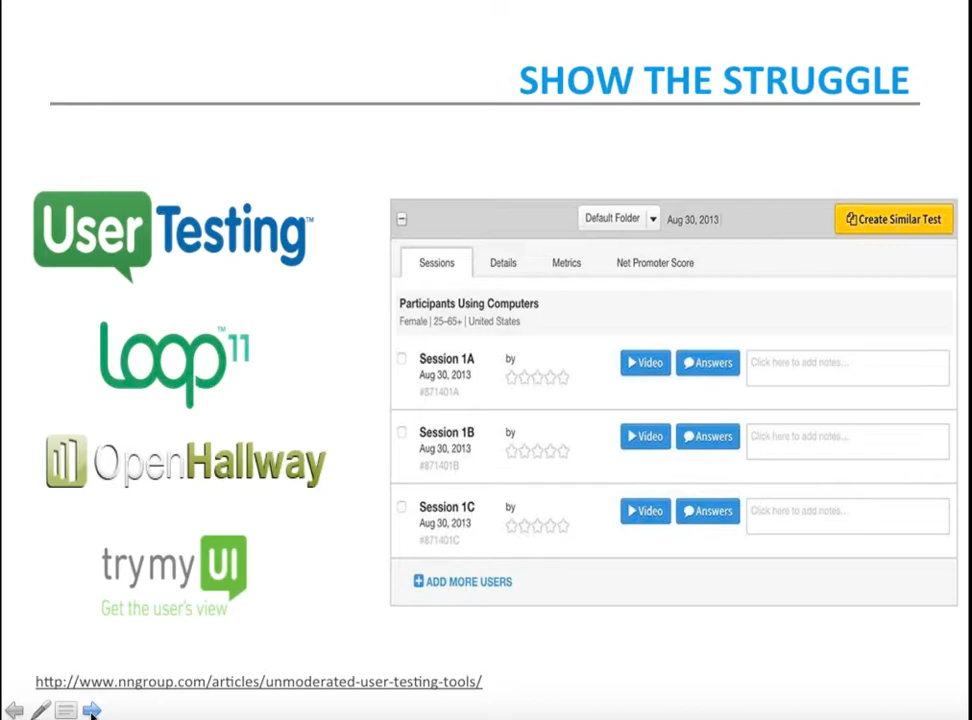 SHOW THE STRUGGLE
User Testing™
Loop™11
OpenHallway
trymyUI
Get the user's view
Default Folder
Aug 30, 2013
Create Similar Test
Sessions Details Metrics Net Promoter Score
Participants Using Computers
Female | 25-65+ | United States
Session 1A by Video Answers Click here to add notes...
Aug 30, 2013
#871401A
Session 1B by Video Answers Click here to add notes...
Aug 30, 2013
#871401B
Session 1C by Video Answers Click here to add notes...
Aug 30, 2013
#871401C
ADD MORE USERS
http://www.nngroup.com/articles/unmoderated-user-testing-tools/